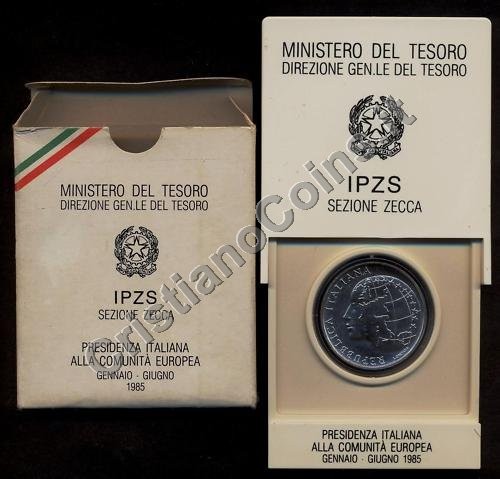 MINISTERO DEL TESORO
DIREZIONE GEN.LE DEL TESORO
IPZS
SEZIONE ZECCA
PRESIDENZA ITALIANA
ALLA COMUNITÀ EUROPEA
GENNAIO - GIUGNO
1985
MINISTERO DEL TESORO
DIREZIONE GEN.LE DEL TESORO
IPZS
SEZIONE ZECCA
REPUBBLICA ITALIANA
PRESIDENZA ITALIANA
ALLA COMUNITÀ EUROPEA
GENNAIO - GIUGNO 1985
CristianoCoins.it